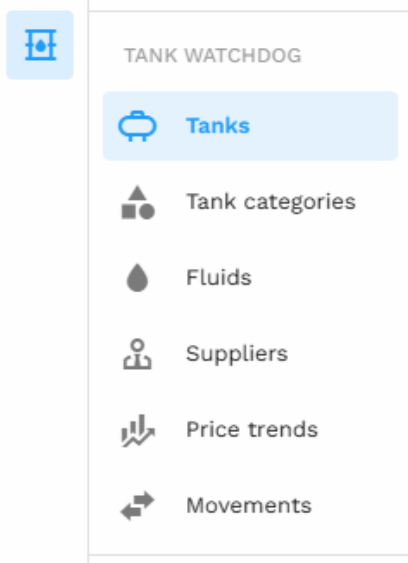 TANK WATCHDOG
Tanks
Tank categories
Fluids
Suppliers
Price trends
Movements